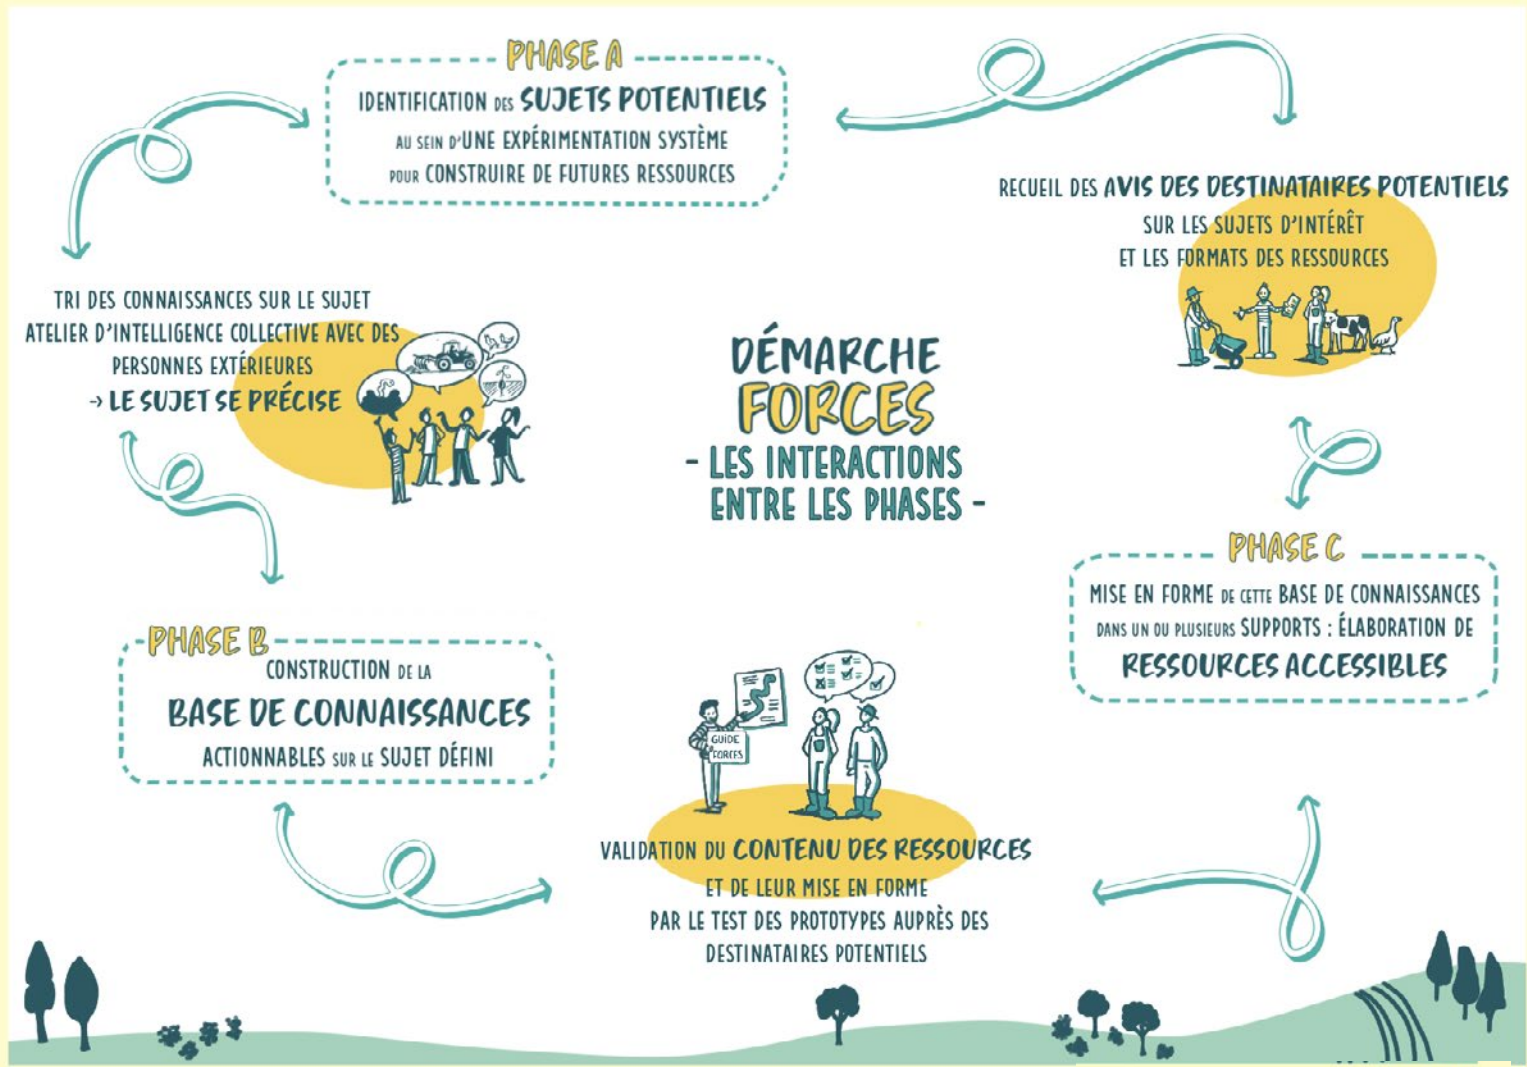 PHASE A
IDENTIFICATION DES SUJETS POTENTIELS
AU SEIN D'UNE EXPÉRIMENTATION SYSTÈME
POUR CONSTRUIRE DE FUTURES RESSOURCES
RECUEIL DES AVIS DES DESTINATAIRES POTENTIELS
SUR LES SUJETS D'INTÉRÊT
ET LES FORMATS DES RESSOURCES
TRI DES CONNAISSANCES SUR LE SUJET
ATELIER D'INTELLIGENCE COLLECTIVE AVEC DES
PERSONNES EXTÉRIEURES
→ LE SUJET SE PRÉCISE
DÉMARCHE
FORCES
- LES INTERACTIONS
ENTRE LES PHASES -
PHASE C
MISE EN FORME DE CETTE BASE DE CONNAISSANCES
DANS UN OU PLUSIEURS SUPPORTS : ÉLABORATION DE
RESSOURCES ACCESSIBLES
PHASE B
CONSTRUCTION DE LA
BASE DE CONNAISSANCES
ACTIONNABLES SUR LE SUJET DÉFINI
GUIDE
FORCES
VALIDATION DU CONTENU DES RESSOURCES
ET DE LEUR MISE EN FORME
PAR LE TEST DES PROTOTYPES AUPRÈS DES
DESTINATAIRES POTENTIELS